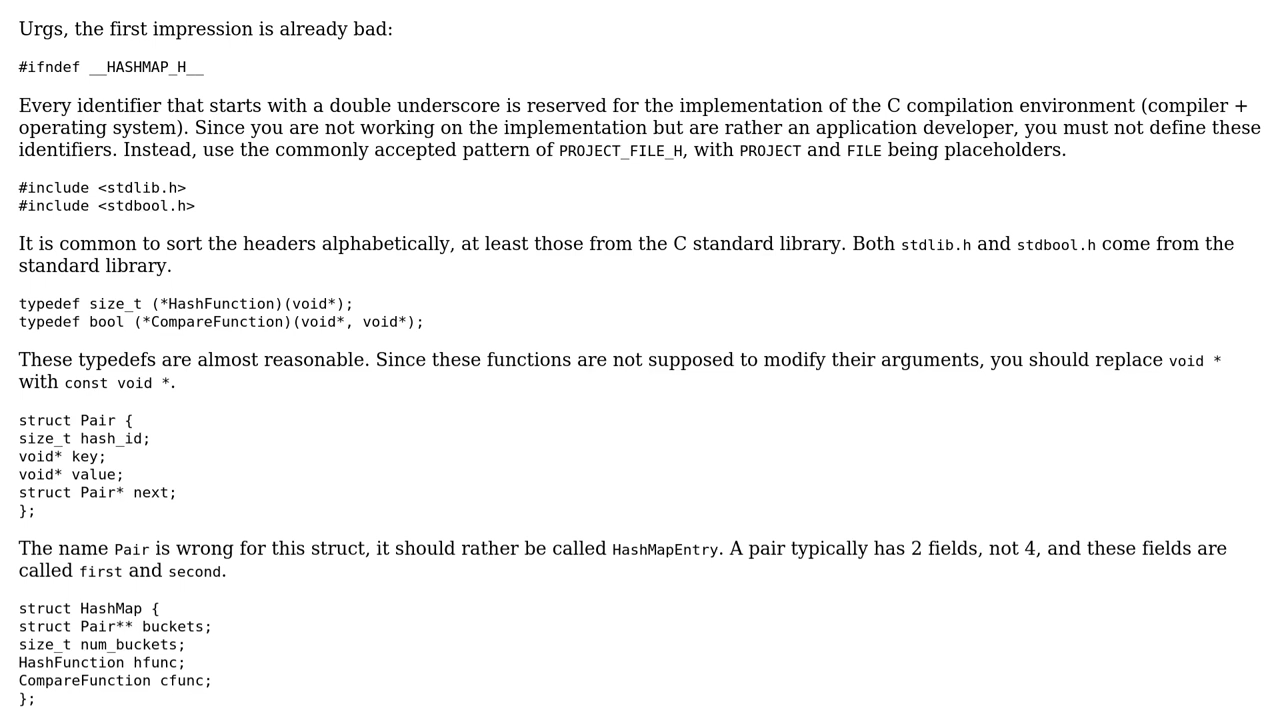 Urgs, the first impression is already bad:
#ifndef __HASHMAP_H__
Every identifier that starts with a double underscore is reserved for the implementation of the C compilation environment (compiler +
operating system). Since you are not working on the implementation but are rather an application developer, you must not define these
identifiers. Instead, use the commonly accepted pattern of PROJECT_FILE_H, with PROJECT and FILE being placeholders.
#include <stdlib.h>
#include <stdbool.h>
It is common to sort the headers alphabetically, at least those from the C standard library. Both stdlib.h and stdbool.h come from the
standard library.
typedef size_t (*HashFunction)(void*);
typedef bool (*CompareFunction)(void*, void*);
These typedefs are almost reasonable. Since these functions are not supposed to modify their arguments, you should replace void *
with const void *.
struct Pair {
size_t hash_id;
void* key;
void* value;
struct Pair* next;
};
The name Pair is wrong for this struct, it should rather be called HashMapEntry. A pair typically has 2 fields, not 4, and these fields are
called first and second.
struct HashMap {
struct Pair** buckets;
size_t num_buckets;
HashFunction hfunc;
CompareFunction cfunc;
};